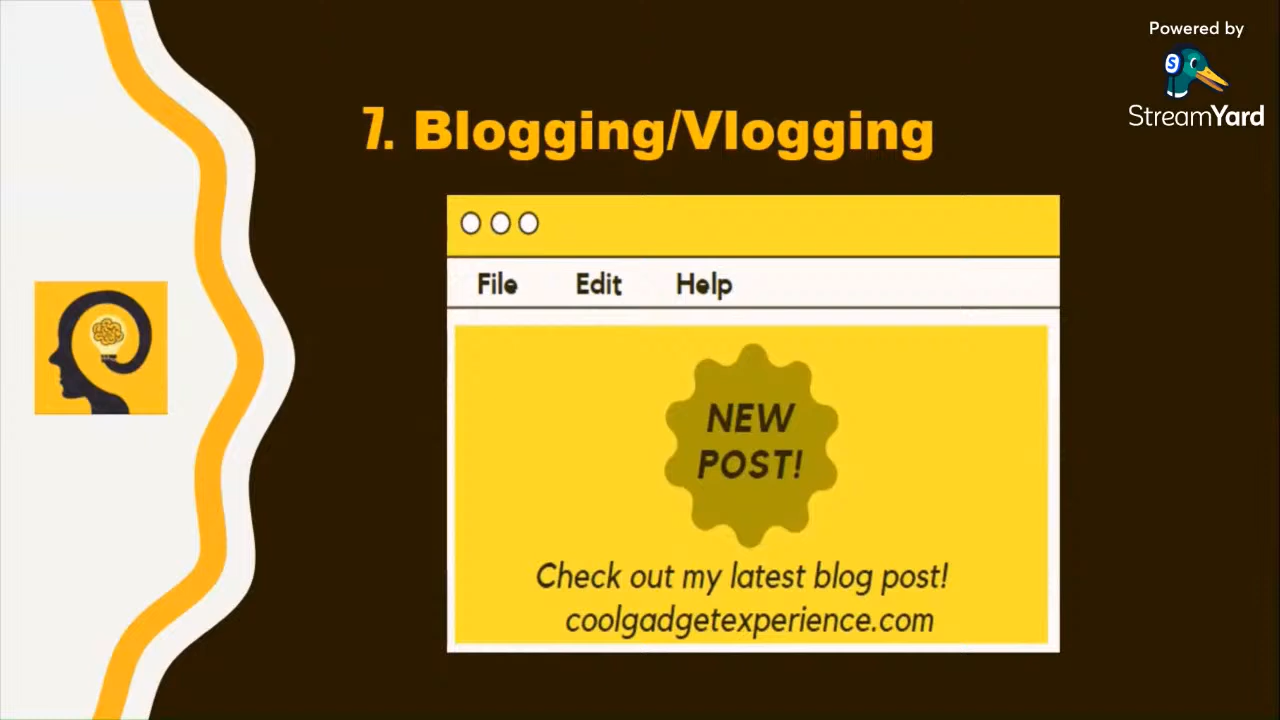 Powered by
StreamYard
7. Blogging/Vlogging
File Edit Help
NEW
POST!
Check out my latest blog post!
coolgadgetexperience.com